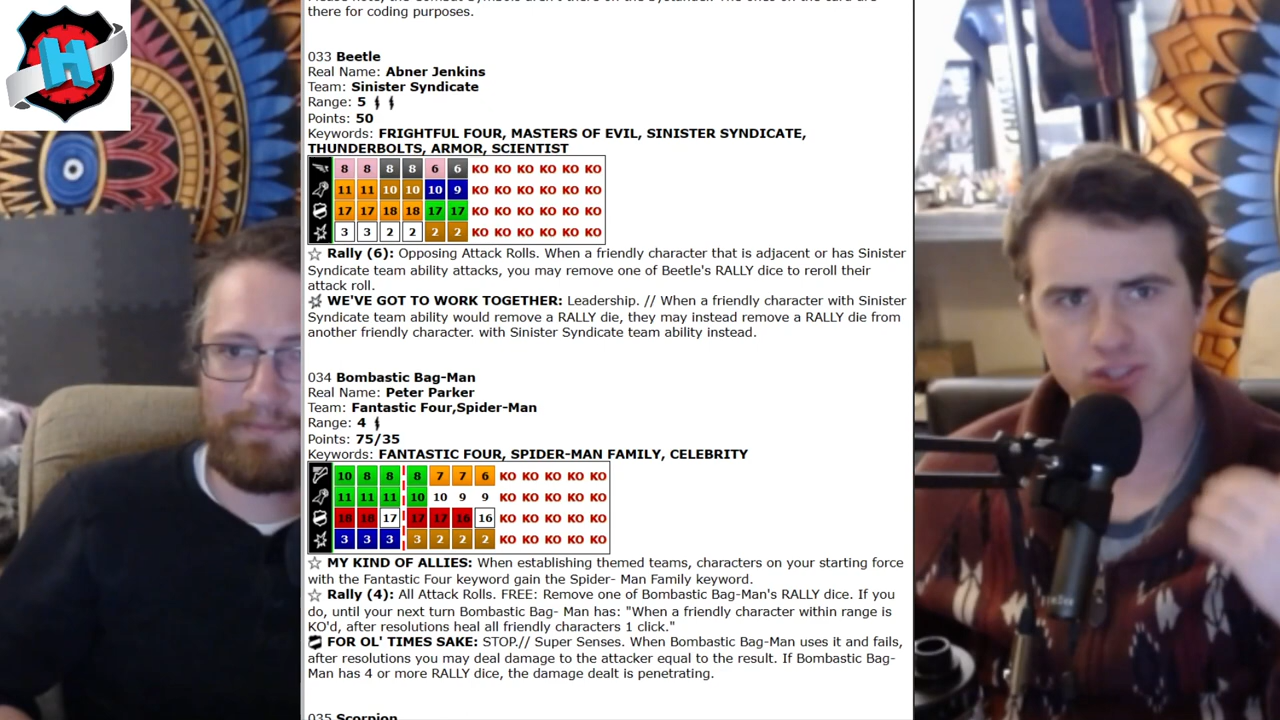 there for coding purposes.
033 Beetle
Real Name: Abner Jenkins
Team: Sinister Syndicate
Range: 5
Points: 50
Keywords: FRIGHTFUL FOUR, MASTERS OF EVIL, SINISTER SYNDICATE,
THUNDERBOLTS, ARMOR, SCIENTIST
8 8 8 8 6 6 KO KO KO KO KO KO
11 11 10 10 10 9 KO KO KO KO KO KO
17 17 18 18 17 17 KO KO KO KO KO KO
3 3 2 2 2 2 KO KO KO KO KO KO
Rally (6): Opposing Attack Rolls. When a friendly character that is adjacent or has Sinister
Syndicate team ability attacks, you may remove one of Beetle's RALLY dice to reroll their
attack roll.
WE'VE GOT TO WORK TOGETHER: Leadership. // When a friendly character with Sinister
Syndicate team ability would remove a RALLY die, they may instead remove a RALLY die from
another friendly character. with Sinister Syndicate team ability instead.
034 Bombastic Bag-Man
Real Name: Peter Parker
Team: Fantastic Four,Spider-Man
Range: 4
Points: 75/35
Keywords: FANTASTIC FOUR, SPIDER-MAN FAMILY, CELEBRITY
10 8 8 8 7 7 6 KO KO KO KO KO
11 11 11 10 10 9 9 KO KO KO KO KO
18 16 17 17 17 16 16 KO KO KO KO KO
3 3 3 3 2 2 2 KO KO KO KO KO
MY KIND OF ALLIES: When establishing themed teams, characters on your starting force
with the Fantastic Four keyword gain the Spider- Man Family keyword.
Rally (4): All Attack Rolls. FREE: Remove one of Bombastic Bag-Man's RALLY dice. If you
do, until your next turn Bombastic Bag- Man has: "When a friendly character within range is
KO'd, after resolutions heal all friendly characters 1 click."
FOR OL' TIMES SAKE: STOP.// Super Senses. When Bombastic Bag-Man uses it and fails,
after resolutions you may deal damage to the attacker equal to the result. If Bombastic Bag-
Man has 4 or more RALLY dice, the damage dealt is penetrating.
035 Scorpion
H